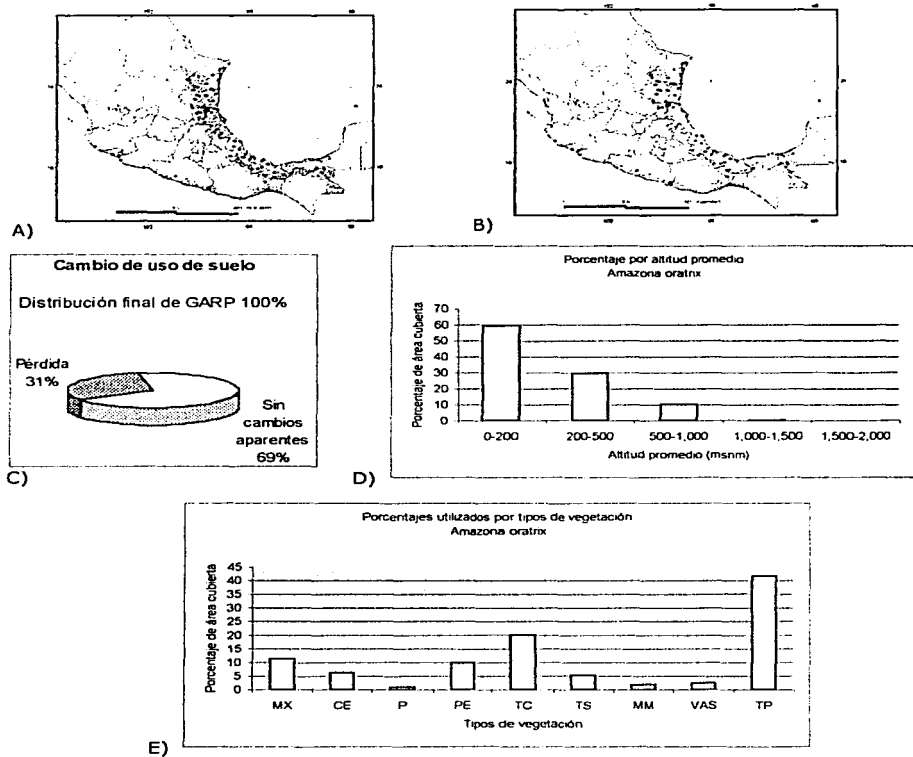 A)
B)
Cambio de uso de suelo
Distribución final de GARP 100%
Pérdida
31%
Sin
cambios
aparentes
69%
C)
Porcentaje por altitud promedio
Amazona oratrix
Porcentaje de área cubierta
70
60
50
40
30
20
10
0
0-200
200-500
500-1,000
1,000-1,500
1,500-2,000
Altitud promedio (msnm)
D)
Porcentajes utilizados por tipos de vegetación
Amazona oratrix
Porcentaje de área cubierta
45
40
35
30
25
20
15
10
5
0
MX
CE
P
PE
TC
TS
MM
VAS
TP
Tipos de vegetación
E)